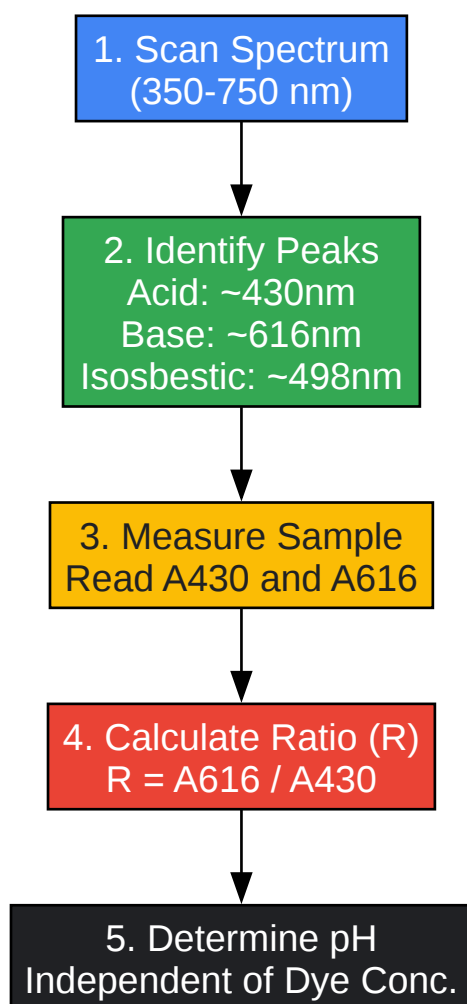 1. Scan Spectrum
(350-750 nm)
2. Identify Peaks
Acid: ~430nm
Base: ~616nm
Isosbestic: ~498nm
3. Measure Sample
Read A430 and A616
4. Calculate Ratio (R)
R = A616 / A430
5. Determine pH
Independent of Dye Conc.